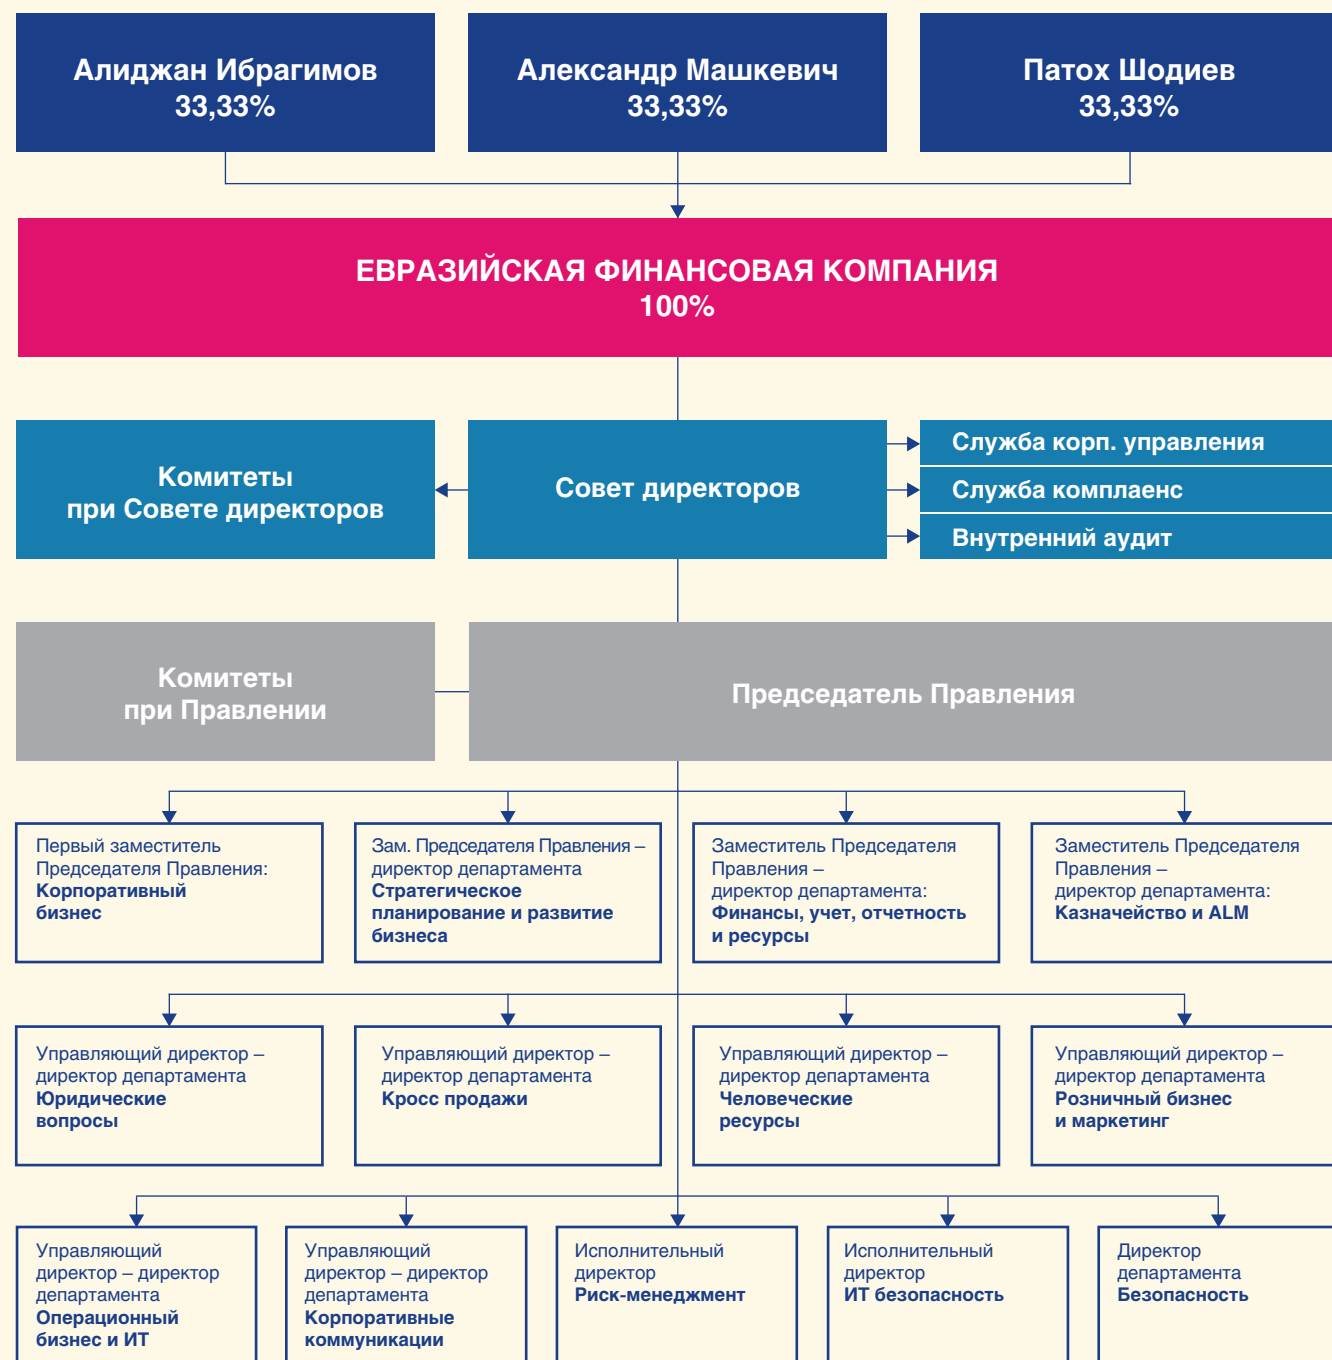 Алиджан Ибрагимов
33,33%
Александр Машкевич
33,33%
Патох Шодиев
33,33%
ЕВРАЗИЙСКАЯ ФИНАНСОВАЯ КОМПАНИЯ
100%
Комитеты
при Совете директоров
Совет директоров
Служба корп. управления
Служба комплаенс
Внутренний аудит
Комитеты
при Правлении
Председатель Правления
Первый заместитель
Председателя Правления:
Корпоративный
бизнес
Зам. Председателя Правления –
директор департамента
Стратегическое
планирование и развитие
бизнеса
Заместитель Председателя
Правления –
директор департамента:
Финансы, учет, отчетность
и ресурсы
Заместитель Председателя
Правления –
директор департамента:
Казначейство и ALM
Управляющий директор –
директор департамента
Юридические
вопросы
Управляющий директор –
директор департамента
Кросс продажи
Управляющий директор –
директор департамента
Человеческие
ресурсы
Управляющий директор –
директор департамента
Розничный бизнес
и маркетинг
Управляющий
директор – директор
департамента
Операционный
бизнес и ИТ
Управляющий
директор – директор
департамента
Корпоративные
коммуникации
Исполнительный
директор
Риск-менеджмент
Исполнительный
директор
ИТ безопасность
Директор
департамента
Безопасность